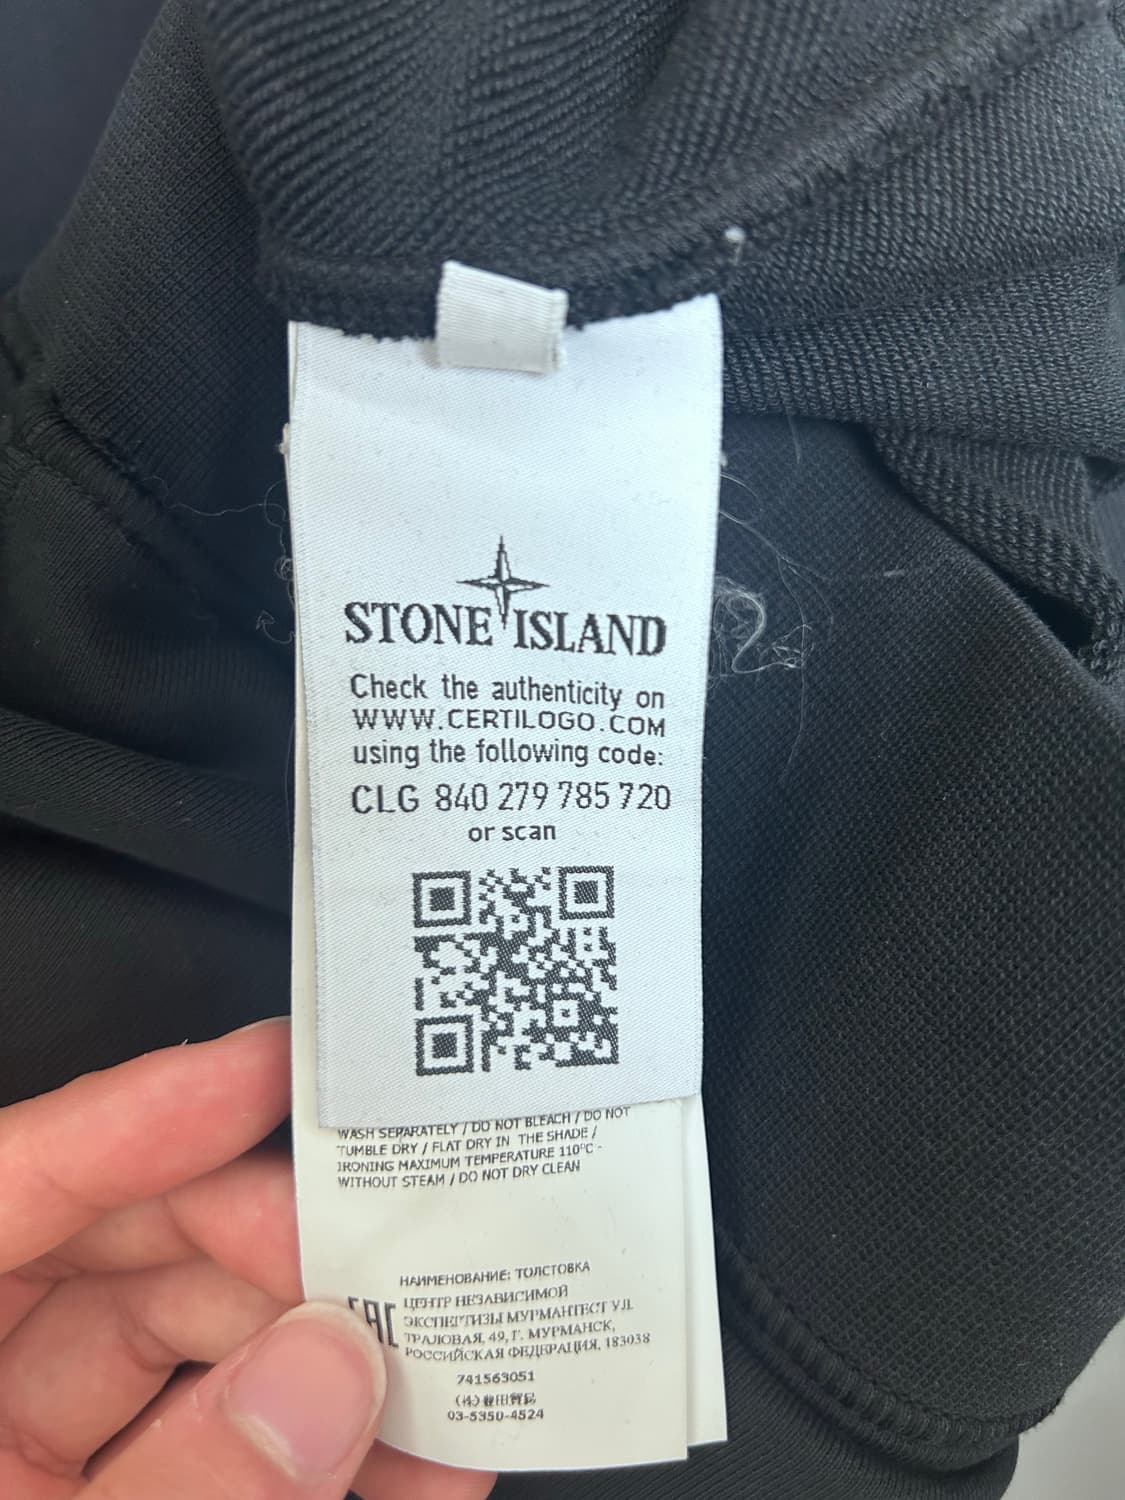 STONE ISLAND
Check the authenticity on
WWW.CERTILOGO.COM
using the following code:
CLG 840 279 785 720
or scan
WASH SEPARATELY / DO NOT BLEACH / DO NOT
TUMBLE DRY / FLAT DRY IN THE SHADE /
IRONING MAXIMUM TEMPERATURE 110°C -
WITHOUT STEAM / DO NOT DRY CLEAN
НАИМЕНОВАНИЕ: ТОЛСТОВКА
EAC
ЦЕНТР НЕЗАВИСИМОЙ
ЭКСПЕРТИЗЫ МУРМАНТЕСТ УЛ.
ТРАЛОВАЯ, 49, Г. МУРМАНСК,
РОССИЙСКАЯ ФЕДЕРАЦИЯ, 183038
741563051
03-5350-4524